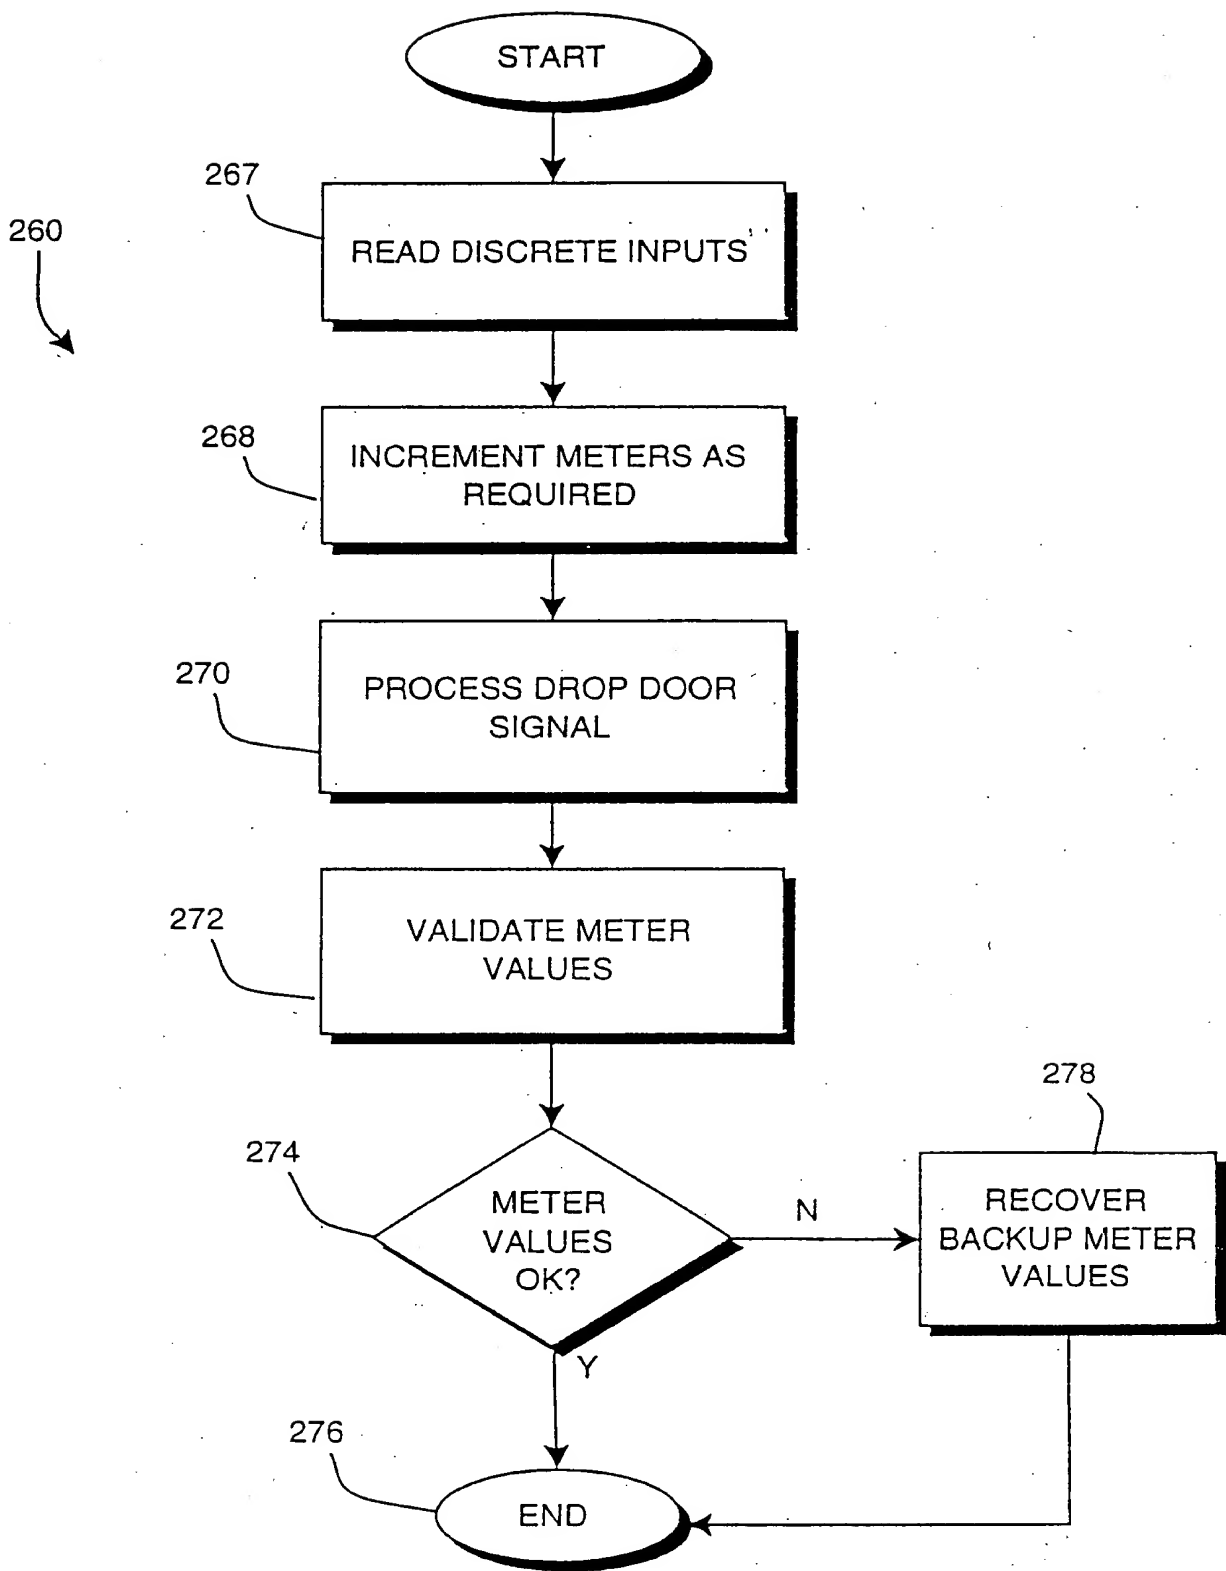 START
267
260
READ DISCRETE INPUTS
268
INCREMENT METERS AS
REQUIRED
270
PROCESS DROP DOOR
SIGNAL
272
VALIDATE METER
VALUES
278
274
METER
VALUES
OK?
N
RECOVER
BACKUP METER
VALUES
Y
276
END